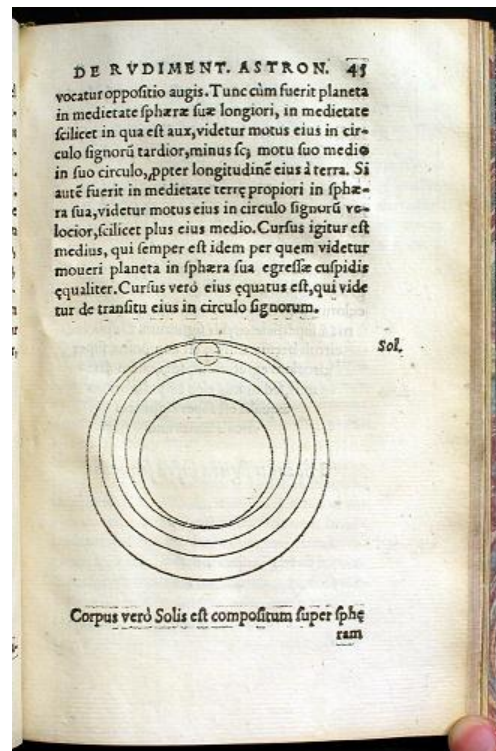 DE RVDIMENT. ASTRON. 45
vocatur oppositio augis. Tunc cùm fuerit planeta
in medietate sphæræ suæ longiori, in medietate
scilicet in qua est aux, videtur motus eius in cir-
culo signorũ tardior, minus scꝫ motu suo medio
in suo circulo, ꝓpter longitudinẽ eius à terra. Si
autẽ fuerit in medietate terrę propiori in sphæ-
ra sua, videtur motus eius in circulo signorũ ve-
locior, scilicet plus eius medio. Cursus igitur est
medius, qui semper est idem per quem videtur
moueri planeta in sphæra sua egressæ cuspidis
ęqualiter. Cursus verò eius ęquatus est, qui vide
tur de transitu eius in circulo signorum.
Sol.
Corpus verò Solis est compositum super sphę
ram